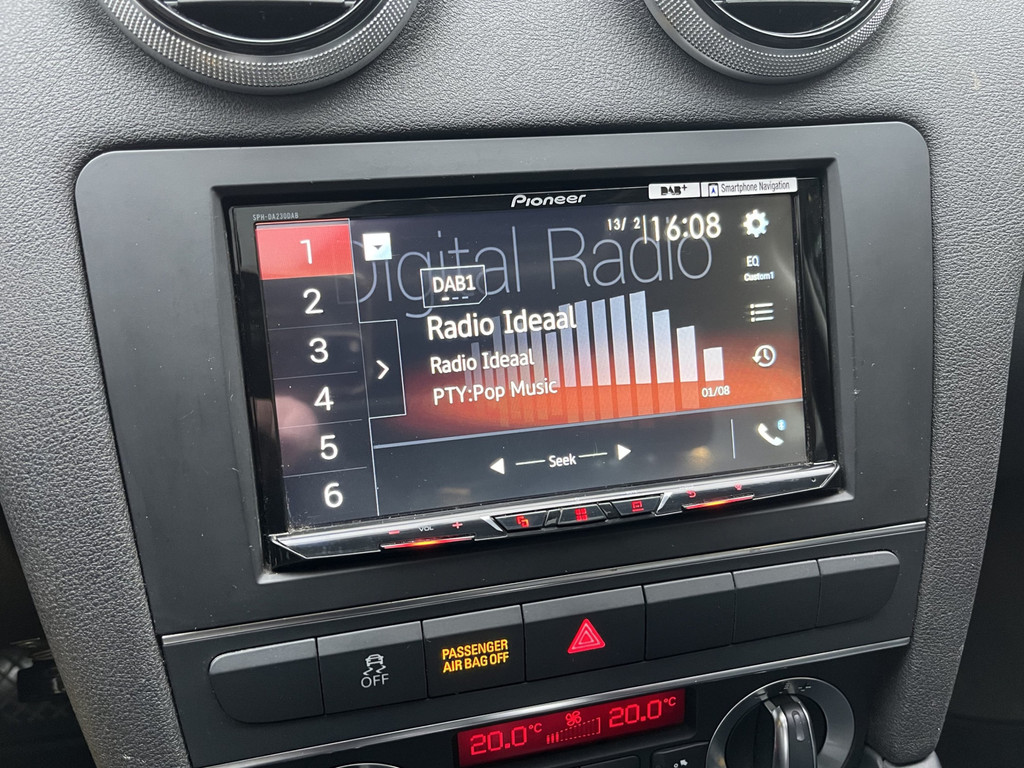 Pioneer
DAB+
Smartphone Navigation
SPH-DA230DAB
1
2
3
4
5
6
Digital Radio
13/ 2
16:08
DAB1
Radio Ideaal
Radio Ideaal
PTY:Pop Music
01/08
EQ
Custom1
Seek
- VOL +
OFF
PASSENGER
AIR BAG OFF
20.0°C
20.0°C